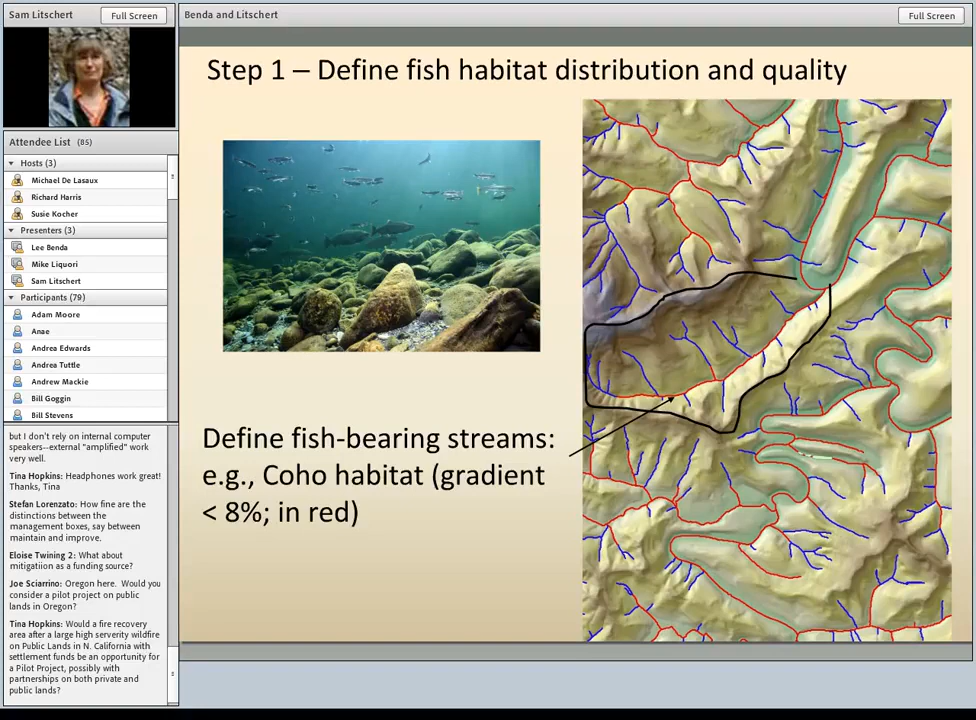 Sam Litschert
Full Screen
Attendee List (85)
Hosts (3)
Michael De Lasaux
Richard Harris
Susie Kocher
Presenters (3)
Lee Benda
Mike Liquori
Sam Litschert
Participants (79)
Adam Moore
Anae
Andrea Edwards
Andrea Tuttle
Andrew Mackie
Bill Goggin
Bill Stevens
but I don't rely on internal computer
speakers--external "amplified" work
very well.
Tina Hopkins: Headphones work great!
Thanks, Tina
Stefan Lorenzato: How fine are the
distinctions between the
management boxes, say between
maintain and improve.
Eloise Twining 2: What about
mitigatiion as a funding source?
Joe Sciarrino: Oregon here. Would you
consider a pilot project on public
lands in Oregon?
Tina Hopkins: Would a fire recovery
area after a large high serverity wildfire
on Public Lands in N. California with
settlement funds be an opportunity for
a Pilot Project, possibly with
partnerships on both private and
public lands?
Benda and Litschert
Full Screen
Step 1 – Define fish habitat distribution and quality
Define fish-bearing streams:
e.g., Coho habitat (gradient
< 8%; in red)